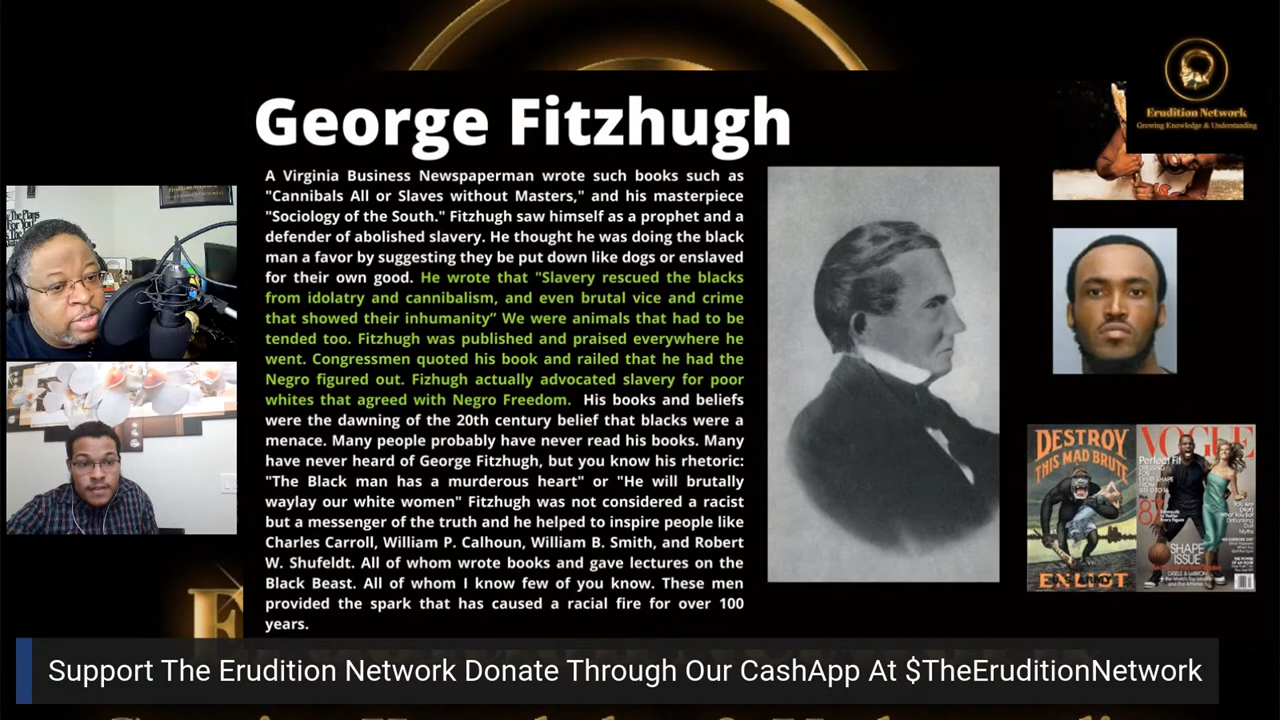 George Fitzhugh
A Virginia Business Newspaperman wrote such books such as
"Cannibals All or Slaves without Masters," and his masterpiece
"Sociology of the South." Fitzhugh saw himself as a prophet and a
defender of abolished slavery. He thought he was doing the black
man a favor by suggesting they be put down like dogs or enslaved
for their own good. He wrote that "Slavery rescued the blacks
from idolatry and cannibalism, and even brutal vice and crime
that showed their inhumanity” We were animals that had to be
tended too. Fitzhugh was published and praised everywhere he
went. Congressmen quoted his book and railed that he had the
Negro figured out. Fizhugh actually advocated slavery for poor
whites that agreed with Negro Freedom. His books and beliefs
were the dawning of the 20th century belief that blacks were a
menace. Many people probably have never read his books. Many
have never heard of George Fitzhugh, but you know his rhetoric:
"The Black man has a murderous heart" or "He will brutally
waylay our white women" Fitzhugh was not considered a racist
but a messenger of the truth and he helped to inspire people like
Charles Carroll, William P. Calhoun, William B. Smith, and Robert
W. Shufeldt. All of whom wrote books and gave lectures on the
Black Beast. All of whom I know few of you know. These men
provided the spark that has caused a racial fire for over 100
years.
Erudition Network
Growing Knowledge & Understanding
DESTROY
THIS MAD BRUTE
ENLIST
VOGUE
Perfect Fit
SHAPE
ISSUE
Support The Erudition Network Donate Through Our CashApp At $TheEruditionNetwork